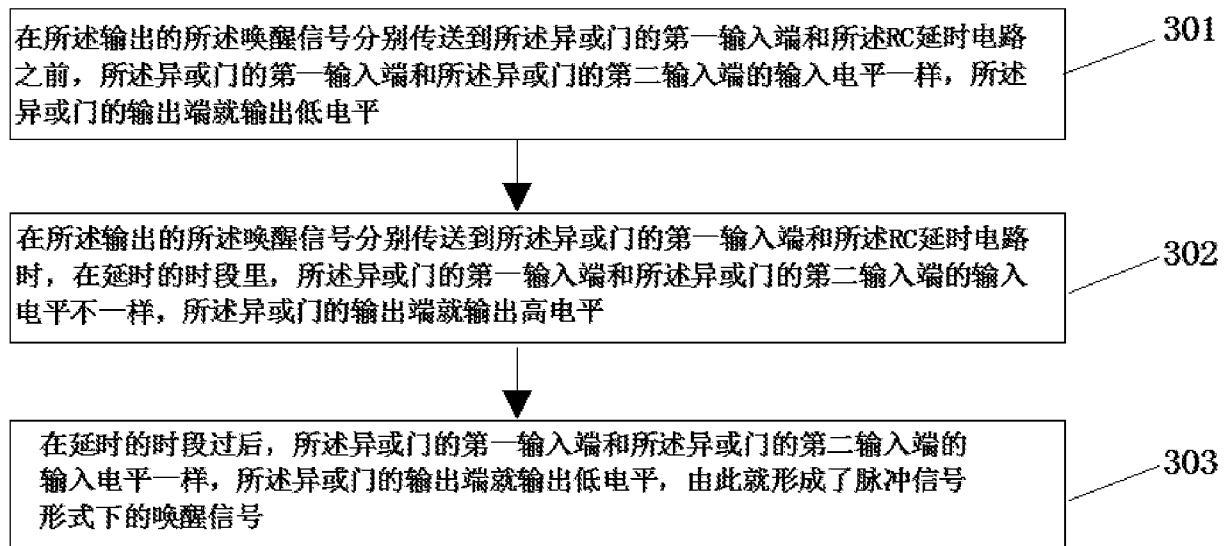 在所述输出的所述唤醒信号分别传送到所述异或门的第一输入端和所述RC延时电路
之前，所述异或门的第一输入端和所述异或门的第二输入端的输入电平一样，所述
异或门的输出端就输出低电平
301
在所述输出的所述唤醒信号分别传送到所述异或门的第一输入端和所述RC延时电路
时，在延时的时段里，所述异或门的第一输入端和所述异或门的第二输入端的输入
电平不一样，所述异或门的输出端就输出高电平
302
在延时的时段过后，所述异或门的第一输入端和所述异或门的第二输入端的
输入电平一样，所述异或门的输出端就输出低电平，由此就形成了脉冲信号
形式下的唤醒信号
303